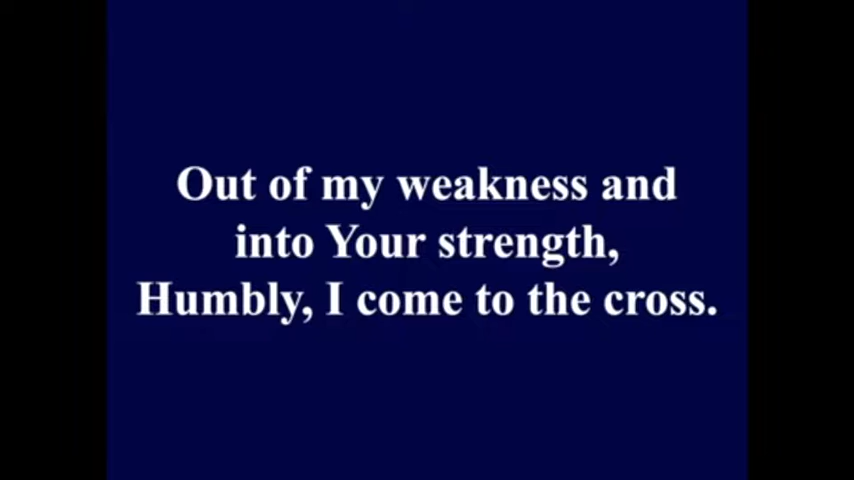 Out of my weakness and
into Your strength,
Humbly, I come to the cross.